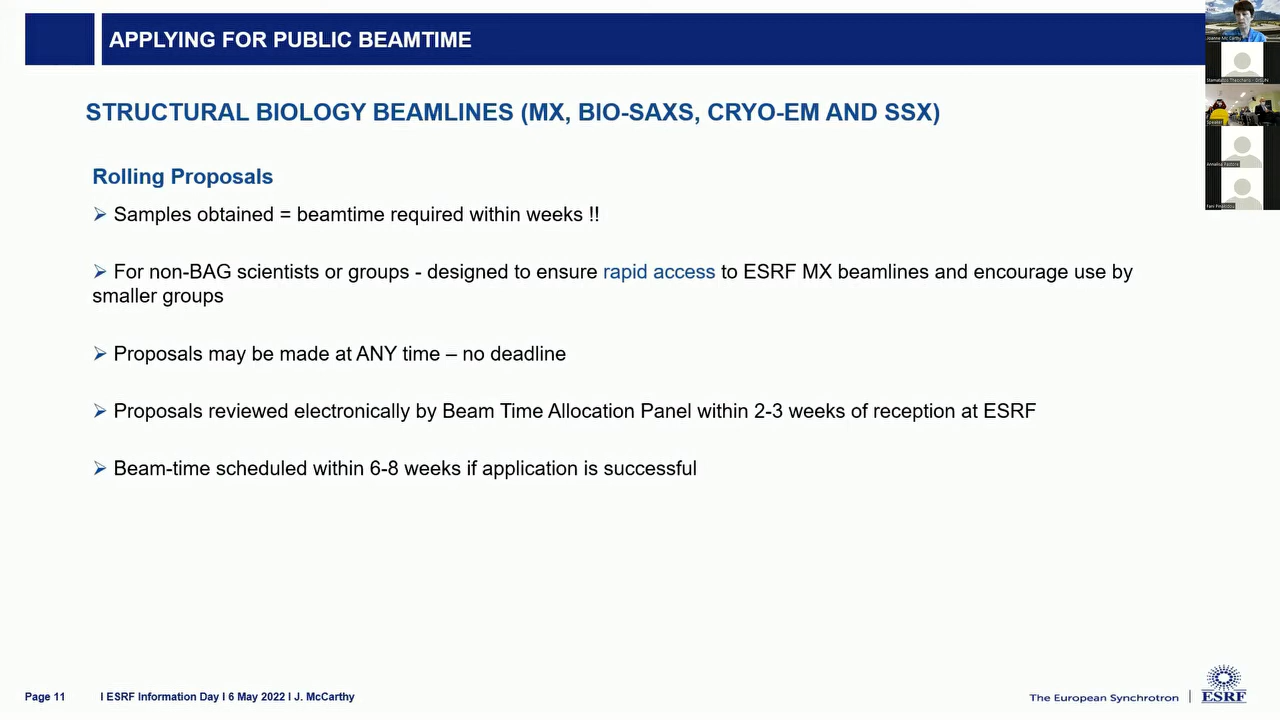 APPLYING FOR PUBLIC BEAMTIME
STRUCTURAL BIOLOGY BEAMLINES (MX, BIO-SAXS, CRYO-EM AND SSX)
Rolling Proposals
➢ Samples obtained = beamtime required within weeks !!
➢ For non-BAG scientists or groups - designed to ensure rapid access to ESRF MX beamlines and encourage use by
smaller groups
➢ Proposals may be made at ANY time – no deadline
➢ Proposals reviewed electronically by Beam Time Allocation Panel within 2-3 weeks of reception at ESRF
➢ Beam-time scheduled within 6-8 weeks if application is successful
Page 11
I ESRF Information Day I 6 May 2022 I J. McCarthy
The European Synchrotron
ESRF
Joanne Mc Carthy
Speaker